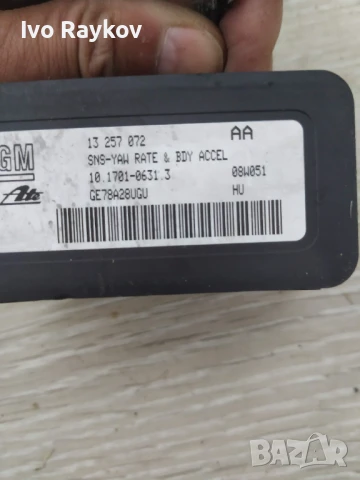 Ivo Raykov
GM
13 257 072
AA
SNS-YAW RATE & BDY ACCEL
10.1701-0631.3
08W051
Ate
GE78A28UGU
HU
BAZAR